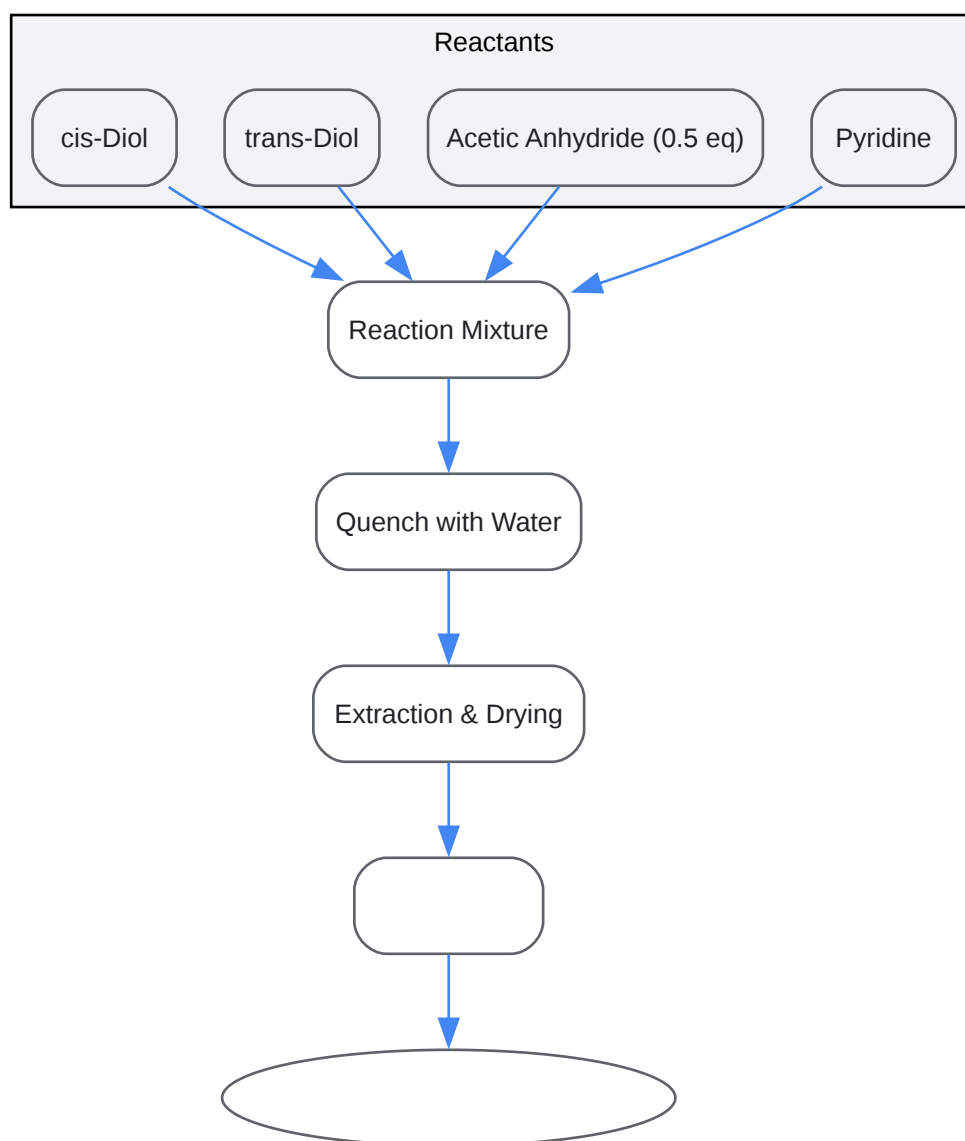 Reactants
cis-Diol
trans-Diol
Acetic Anhydride (0.5 eq)
Pyridine
Reaction Mixture
Quench with Water
Extraction & Drying